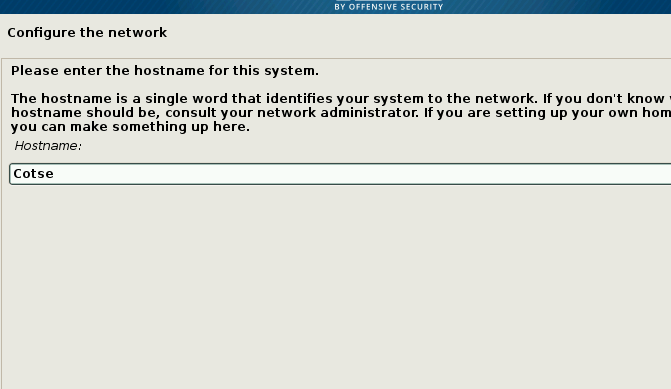 BY OFFENSIVE SECURITY
Configure the network
Please enter the hostname for this system.
The hostname is a single word that identifies your system to the network. If you don't know
hostname should be, consult your network administrator. If you are setting up your own hom
you can make something up here.
Hostname:
Cotse